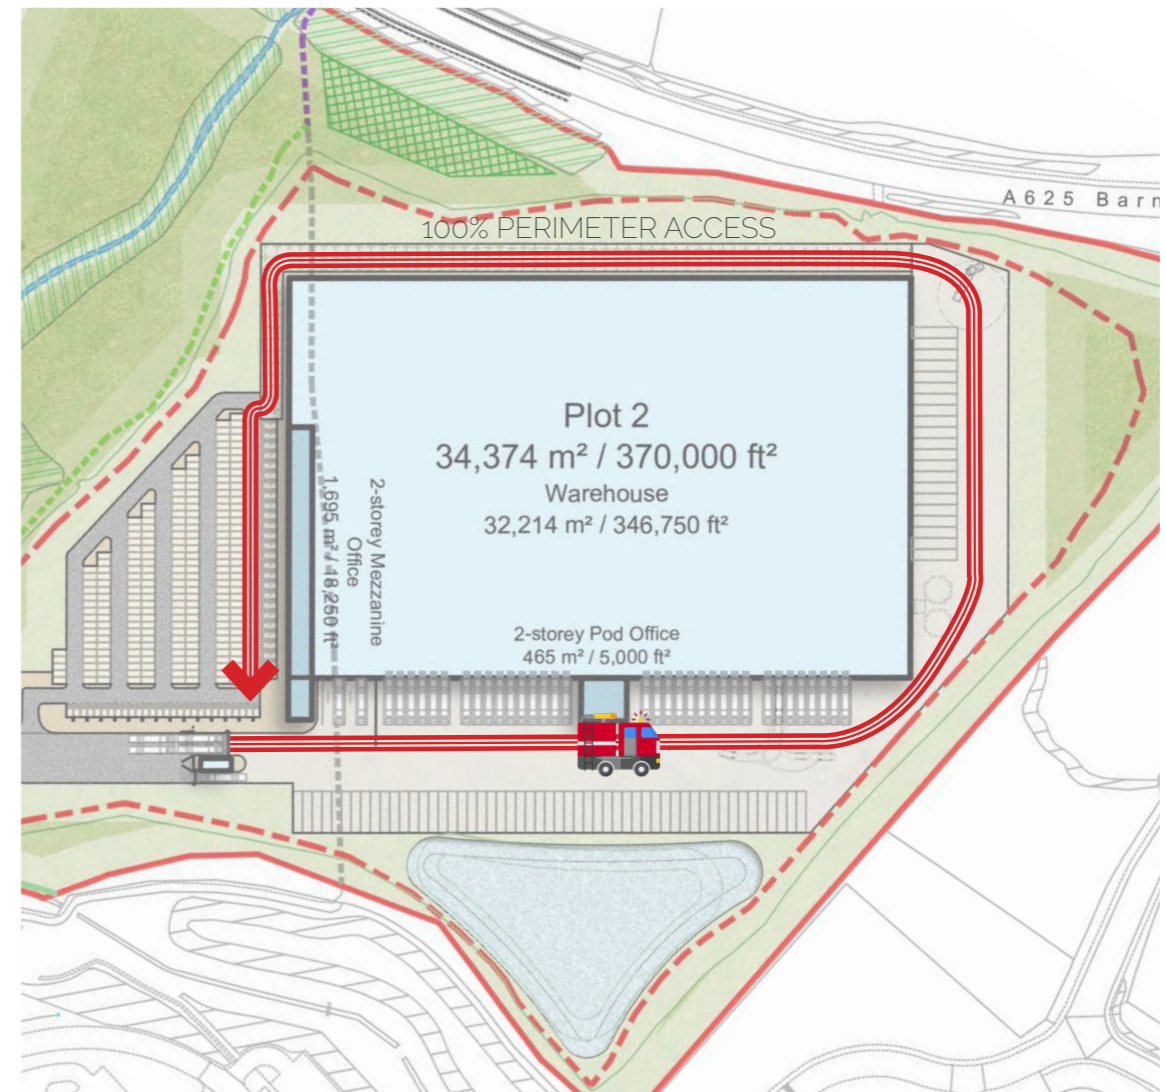 A625 Barn
100% PERIMETER ACCESS
Plot 2
34,374 m² / 370,000 ft²
Warehouse
32,214 m² / 346,750 ft²
2-storey Mezzanine
Office
1,695 m² / 18,250 ft²
2-storey Pod Office
465 m² / 5,000 ft²